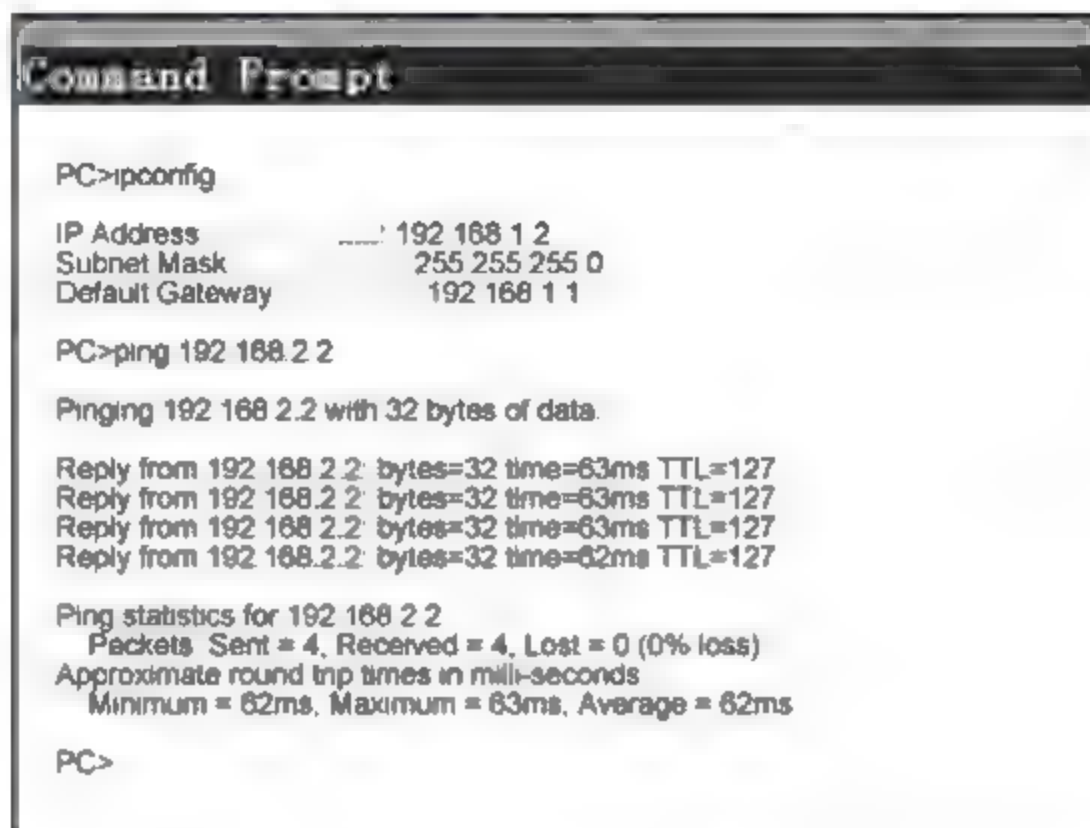 Command Prompt
PC>ipconfig
IP Address ......: 192 168 1 2
Subnet Mask 255 255 255 0
Default Gateway 192 168 1 1
PC>ping 192 168.2 2
Pinging 192 168 2.2 with 32 bytes of data.
Reply from 192 168 2.2: bytes=32 time=63ms TTL=127
Reply from 192 168.2 2: bytes=32 time=63ms TTL=127
Reply from 192 168 2.2: bytes=32 time=63ms TTL=127
Reply from 192 168.2.2: bytes=32 time=62ms TTL=127
Ping statistics for 192 168 2 2
Packets Sent = 4, Received = 4, Lost = 0 (0% loss)
Approximate round trip times in milli-seconds
Minimum = 62ms, Maximum = 63ms, Average = 62ms
PC>